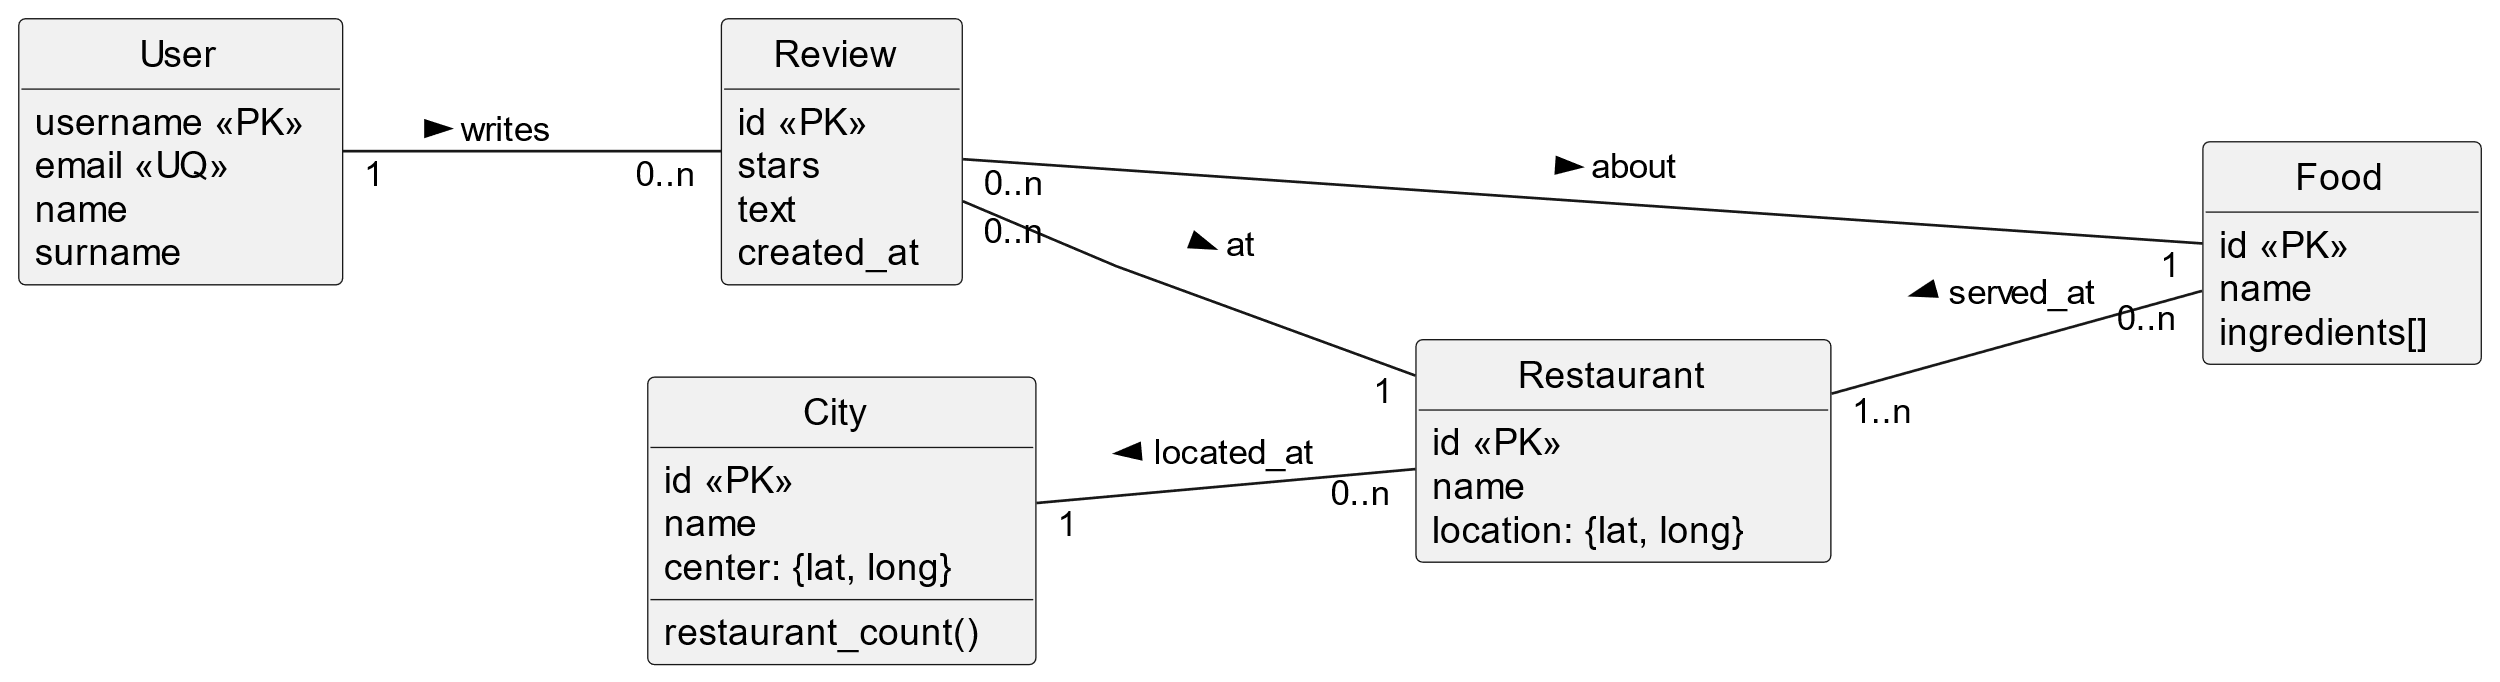 User
username «PK»
email «UQ»
name
surname
writes
1
0..n
Review
id «PK»
stars
text
created_at
about
0..n
1
at
0..n
1
Food
id «PK»
name
ingredients[]
served_at
0..n
1..n
Restaurant
id «PK»
name
location: {lat, long}
located_at
0..n
1
City
id «PK»
name
center: {lat, long}
restaurant_count()